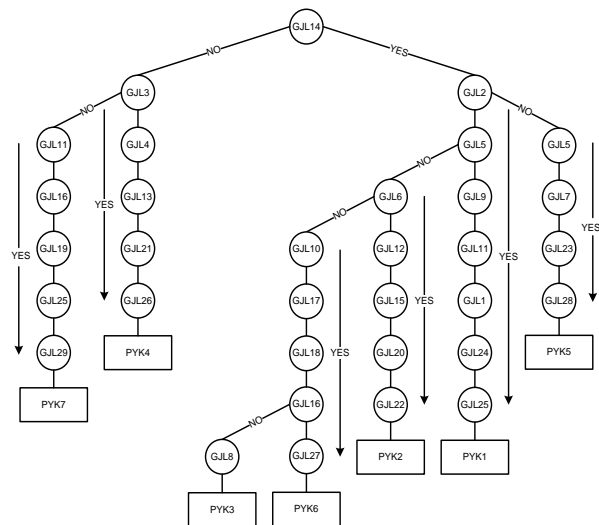 GJL14
NO
YES
GJL3
GJL2
NO
NO
GJL11
GJL4
GJL5
GJL5
NO
GJL16
GJL13
GJL6
GJL9
GJL7
YES
YES
NO
GJL19
GJL21
GJL10
GJL12
GJL11
GJL23
YES
YES
YES
GJL25
GJL26
GJL17
GJL15
GJL1
GJL28
YES
GJL29
PYK4
GJL18
GJL20
GJL24
PYK5
YES
PYK7
GJL16
GJL22
GJL25
NO
GJL8
GJL27
PYK2
PYK1
PYK3
PYK6